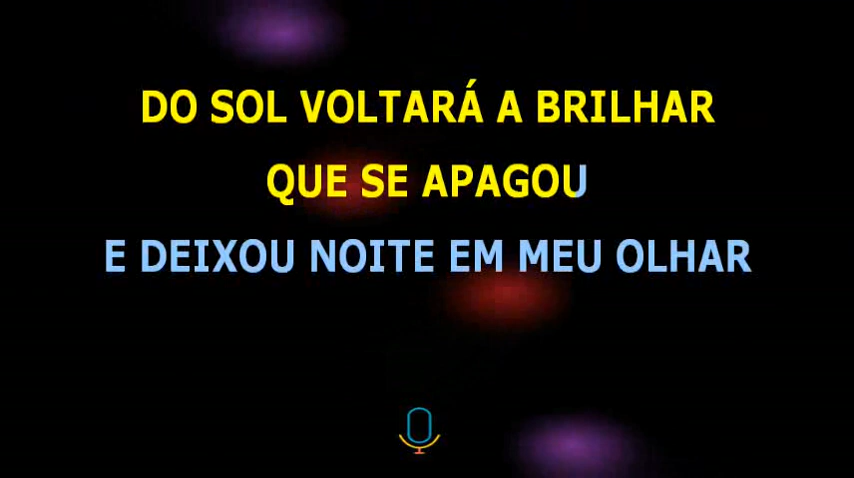 DO SOL VOLTARÁ A BRILHAR
QUE SE APAGOU
E DEIXOU NOITE EM MEU OLHAR